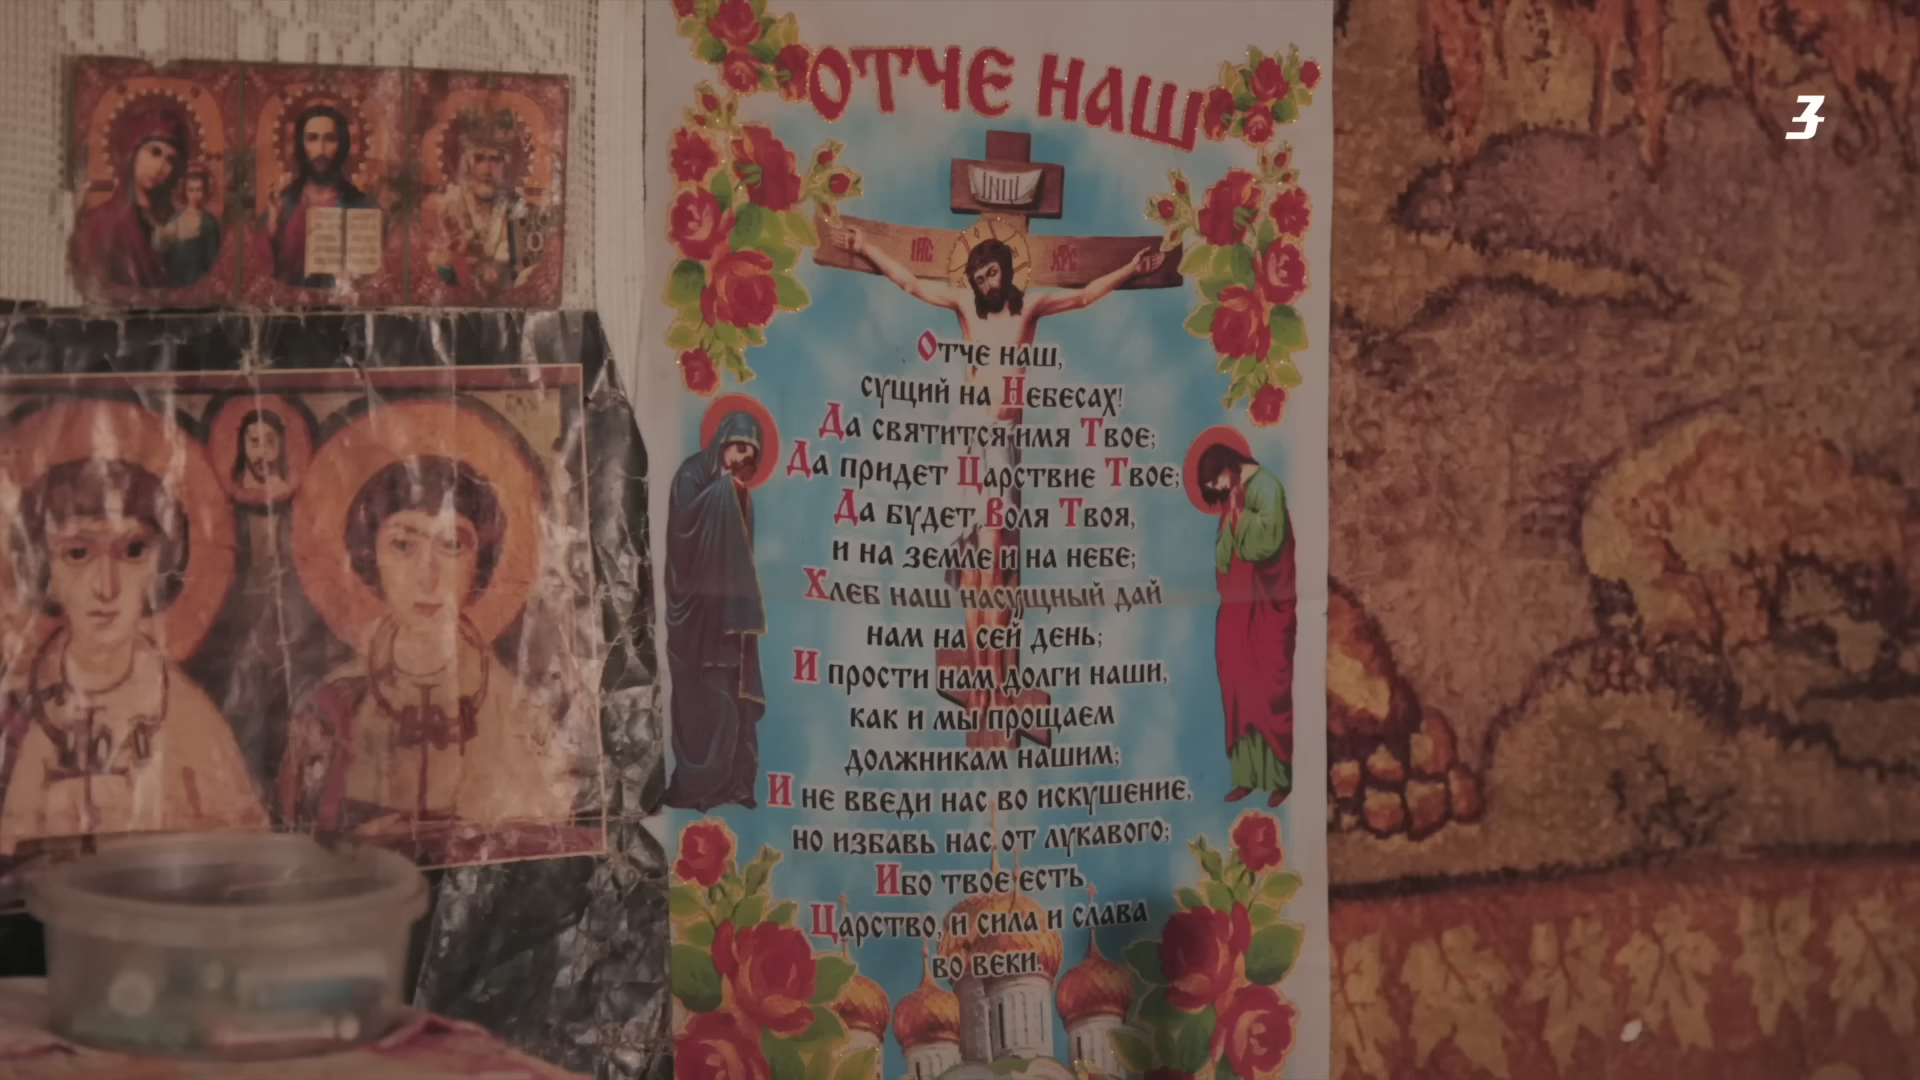 ОТЧЕ НАШ
ІНЦІ
ІИС ХРС
Отче наш,
сущий на Небесах!
Да святится имя Твое;
Да придет Царствие Твое;
Да будет Воля Твоя,
и на земле и на небе;
Хлеб наш насущный дай
нам на сей день;
И прости нам долги наши,
как и мы прощаем
должникам нашим;
И не введи нас во искушение,
но избавь нас от лукавого;
Ибо твое есть
Царство, и сила и слава
во веки.